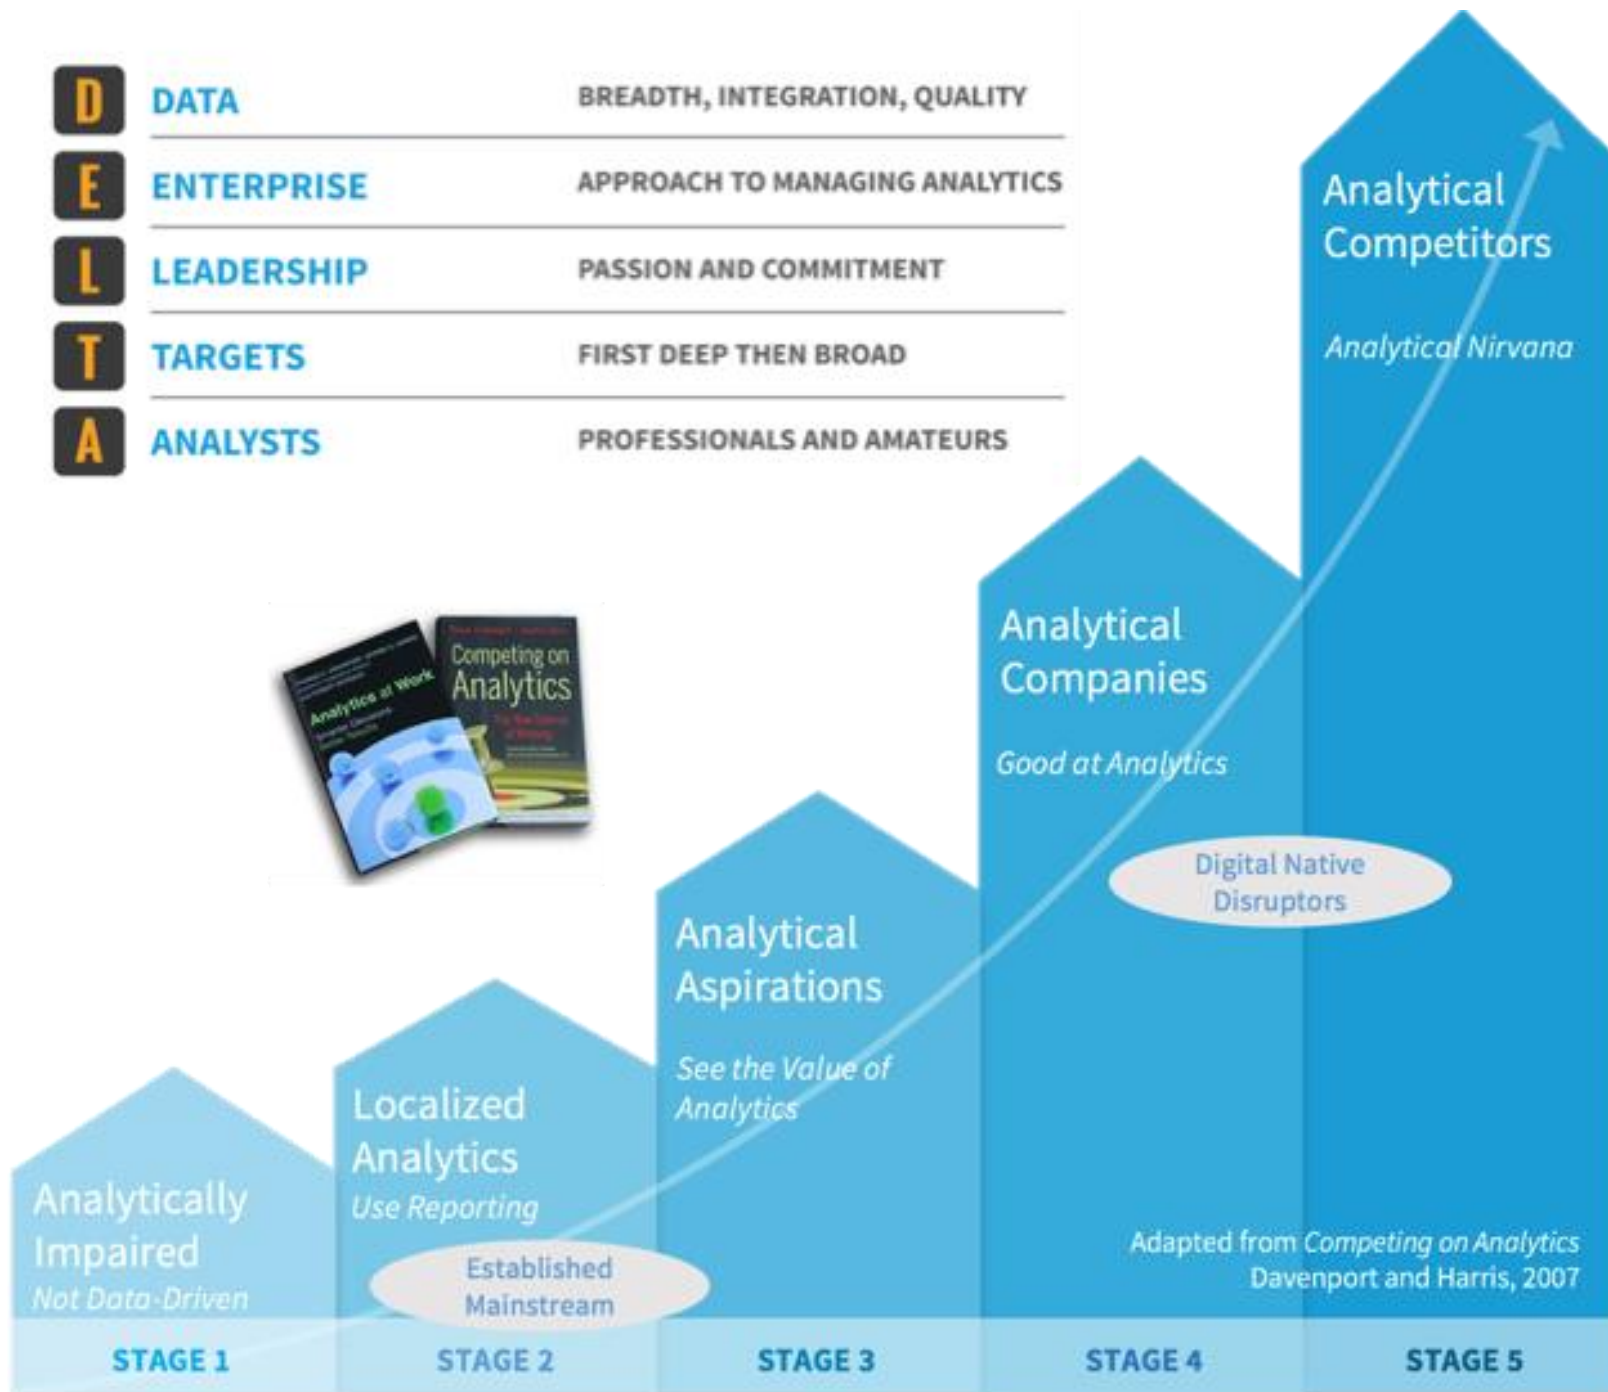 D DATA BREADTH, INTEGRATION, QUALITY
E ENTERPRISE APPROACH TO MANAGING ANALYTICS
L LEADERSHIP PASSION AND COMMITMENT
T TARGETS FIRST DEEP THEN BROAD
A ANALYSTS PROFESSIONALS AND AMATEURS
Analytics at Work
Competing on
Analytics
Analytically
Impaired
Not Data-Driven
Localized
Analytics
Use Reporting
Established
Mainstream
Analytical
Aspirations
See the Value of
Analytics
Analytical
Companies
Good at Analytics
Digital Native
Disruptors
Analytical
Competitors
Analytical Nirvana
Adapted from Competing on Analytics
Davenport and Harris, 2007
STAGE 1 STAGE 2 STAGE 3 STAGE 4 STAGE 5